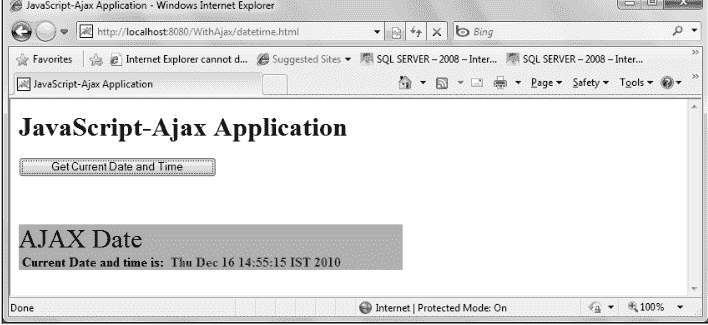 JavaScript-Ajax Application - Windows Internet Explorer
http://localhost:8080/WithAjax/datetime.html
Bing
Favorites
Internet Explorer cannot d...
Suggested Sites
SQL SERVER – 2008 – Inter...
SQL SERVER – 2008 – Inter...
JavaScript-Ajax Application
Page
Safety
Tools
JavaScript-Ajax Application
Get Current Date and Time
AJAX Date
Current Date and time is: Thu Dec 16 14:55:15 IST 2010
Done
Internet | Protected Mode: On
100%